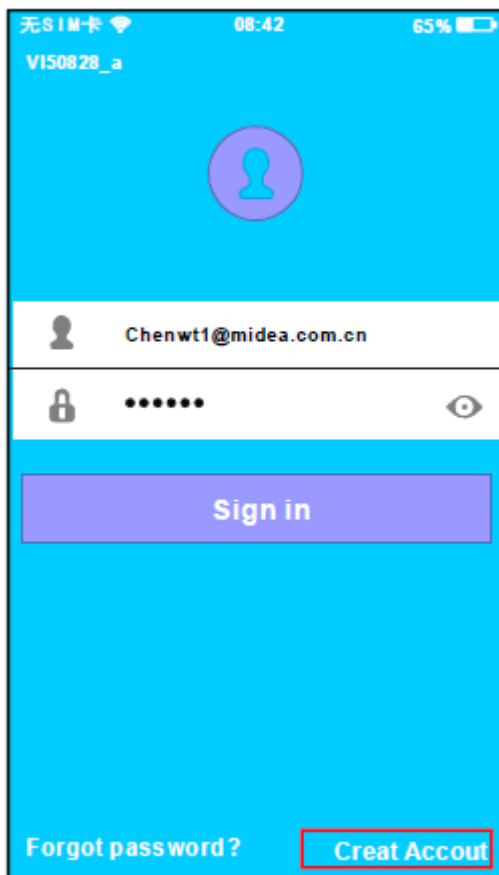 无SIM卡 08:42 65%
VI50828_a
Chenwt1@midea.com.cn
••••••
Sign in
Forgot password? Creat Accout